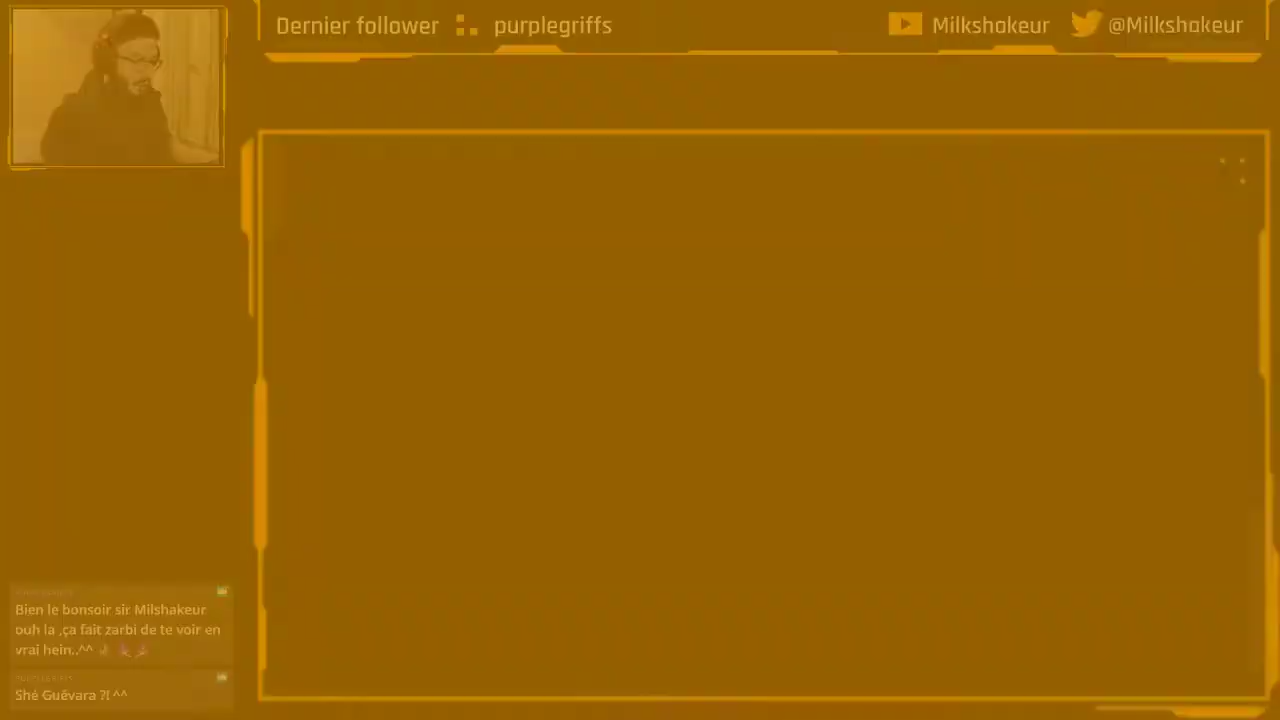 Dernier follower purplegriffs Milkshakeur @Milkshakeur
Bien le bonsoir sir Milshakeur
ouh la ,ça fait zarbi de te voir en
vrai hein..^^
Shé Guévara ?! ^^